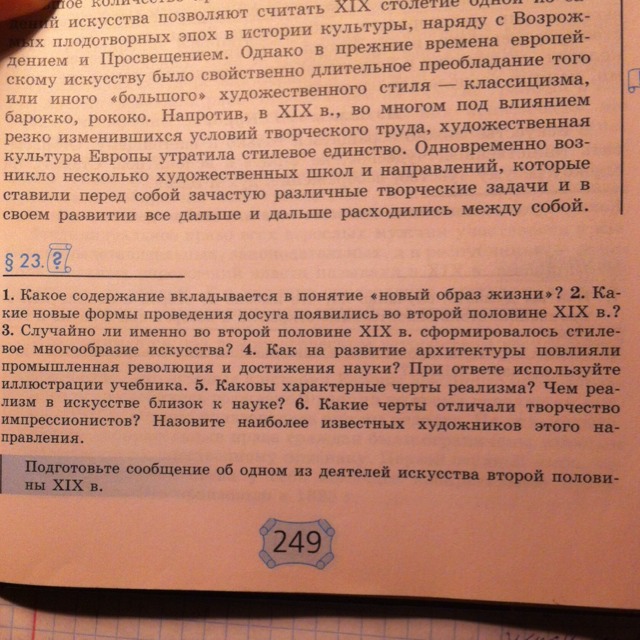 количество
дений искусства позволяют считать XIX столетие одной из са-
мых плодотворных эпох в истории культуры, наряду с Возрож-
дением и Просвещением. Однако в прежние времена европей-
скому искусству было свойственно длительное преобладание того
или иного «большого» художественного стиля — классицизма,
барокко, рококо. Напротив, в XIX в., во многом под влиянием
резко изменившихся условий творческого труда, художественная
культура Европы утратила стилевое единство. Одновременно воз-
никло несколько художественных школ и направлений, которые
ставили перед собой зачастую различные творческие задачи и в
своем развитии все дальше и дальше расходились между собой.
§ 23. ?
1. Какое содержание вкладывается в понятие «новый образ жизни»? 2. Ка-
кие новые формы проведения досуга появились во второй половине XIX в.?
3. Случайно ли именно во второй половине XIX в. сформировалось стиле-
вое многообразие искусства? 4. Как на развитие архитектуры повлияли
промышленная революция и достижения науки? При ответе используйте
иллюстрации учебника. 5. Каковы характерные черты реализма? Чем реа-
лизм в искусстве близок к науке? 6. Какие черты отличали творчество
импрессионистов? Назовите наиболее известных художников этого на-
правления.
Подготовьте сообщение об одном из деятелей искусства второй полови-
ны XIX в.
249